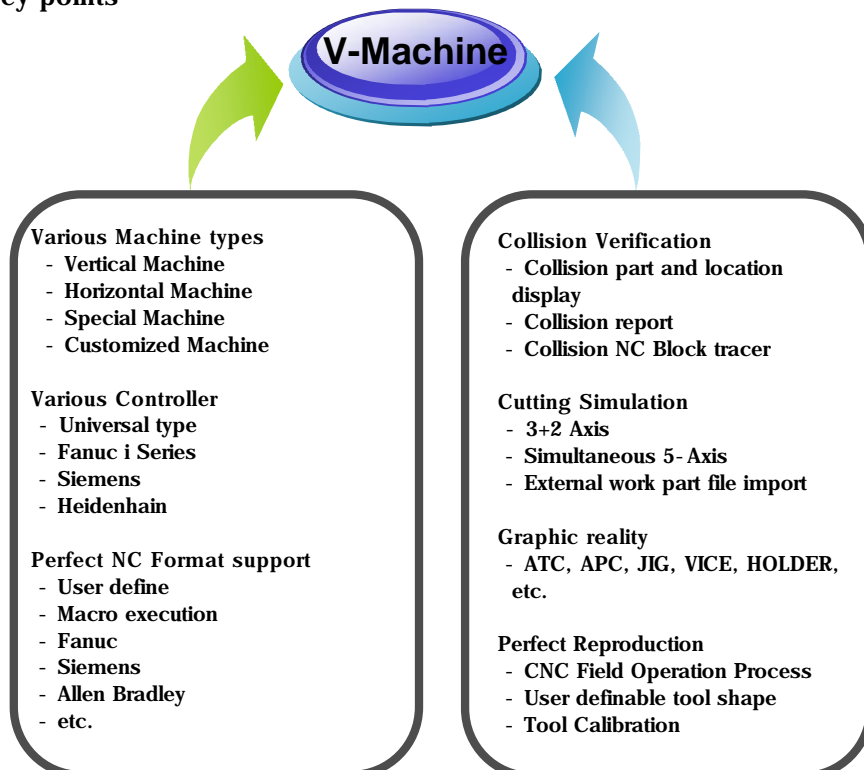 ey points
V-Machine
Various Machine types
- Vertical Machine
- Horizontal Machine
- Special Machine
- Customized Machine
Various Controller
- Universal type
- Fanuc i Series
- Siemens
- Heidenhain
Perfect NC Format support
- User define
- Macro execution
- Fanuc
- Siemens
- Allen Bradley
- etc.
Collision Verification
- Collision part and location
display
- Collision report
- Collision NC Block tracer
Cutting Simulation
- 3+2 Axis
- Simultaneous 5-Axis
- External work part file import
Graphic reality
- ATC, APC, JIG, VICE, HOLDER,
etc.
Perfect Reproduction
- CNC Field Operation Process
- User definable tool shape
- Tool Calibration